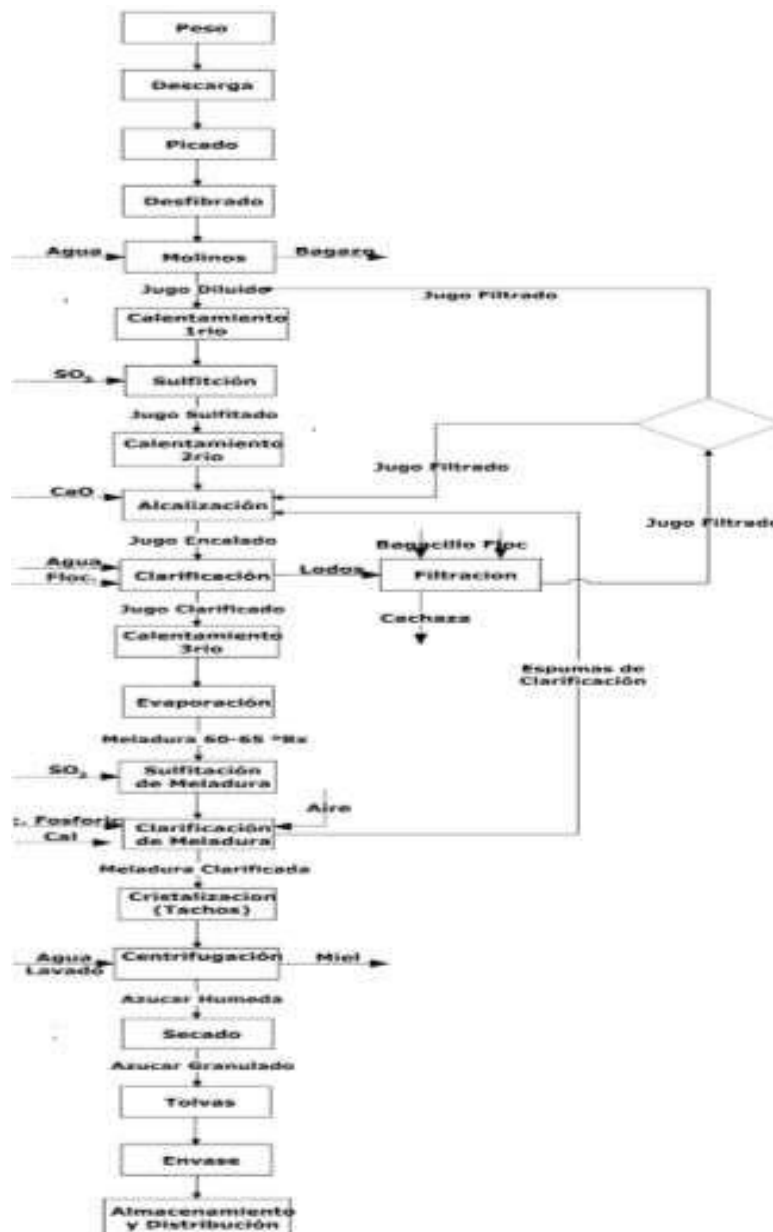 Peso
Descarga
Picado
Desfibrado
Agua
Molinos
Bagazo
Jugo Diluido
Jugo Filtrado
Calentamiento
1rio
SO2
Sulfitción
Jugo Sulfitado
Calentamiento
2rio
Jugo Filtrado
CaO
Alcalización
Jugo Filtrado
Jugo Encalado
Bagacillo Floc
Agua
Floc.
Clarificación
Lodos
Filtracion
Jugo Clarificado
Cachaza
Calentamiento
3rio
Espumas de
Clarificación
Evaporación
Meladura 60-65 °Bx
SO2
Sulfitación
de Meladura
Aire
c. Fosforic
Cal
Clarificación
de Meladura
Meladura Clarificada
Cristalizacion
(Tachos)
Agua
Lavado
Centrifugación
Miel
Azucar Humeda
Secado
Azucar Granulado
Tolvas
Envase
Almacenamiento
y Distribución